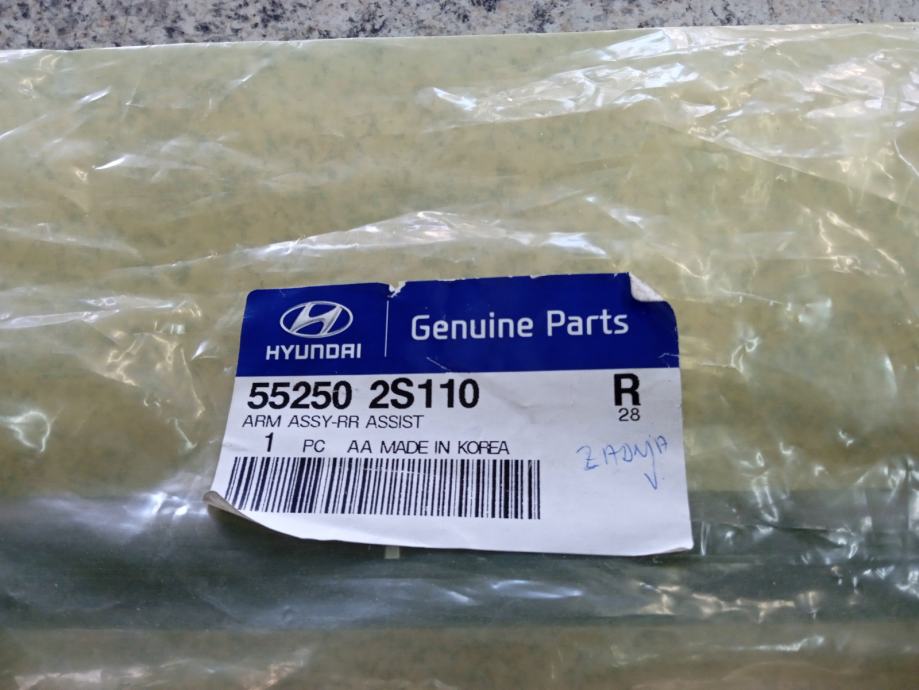 HYUNDAI
Genuine Parts
55250 2S110
R
ARM ASSY-RR ASSIST
28
1 PC AA MADE IN KOREA
ZADNJA